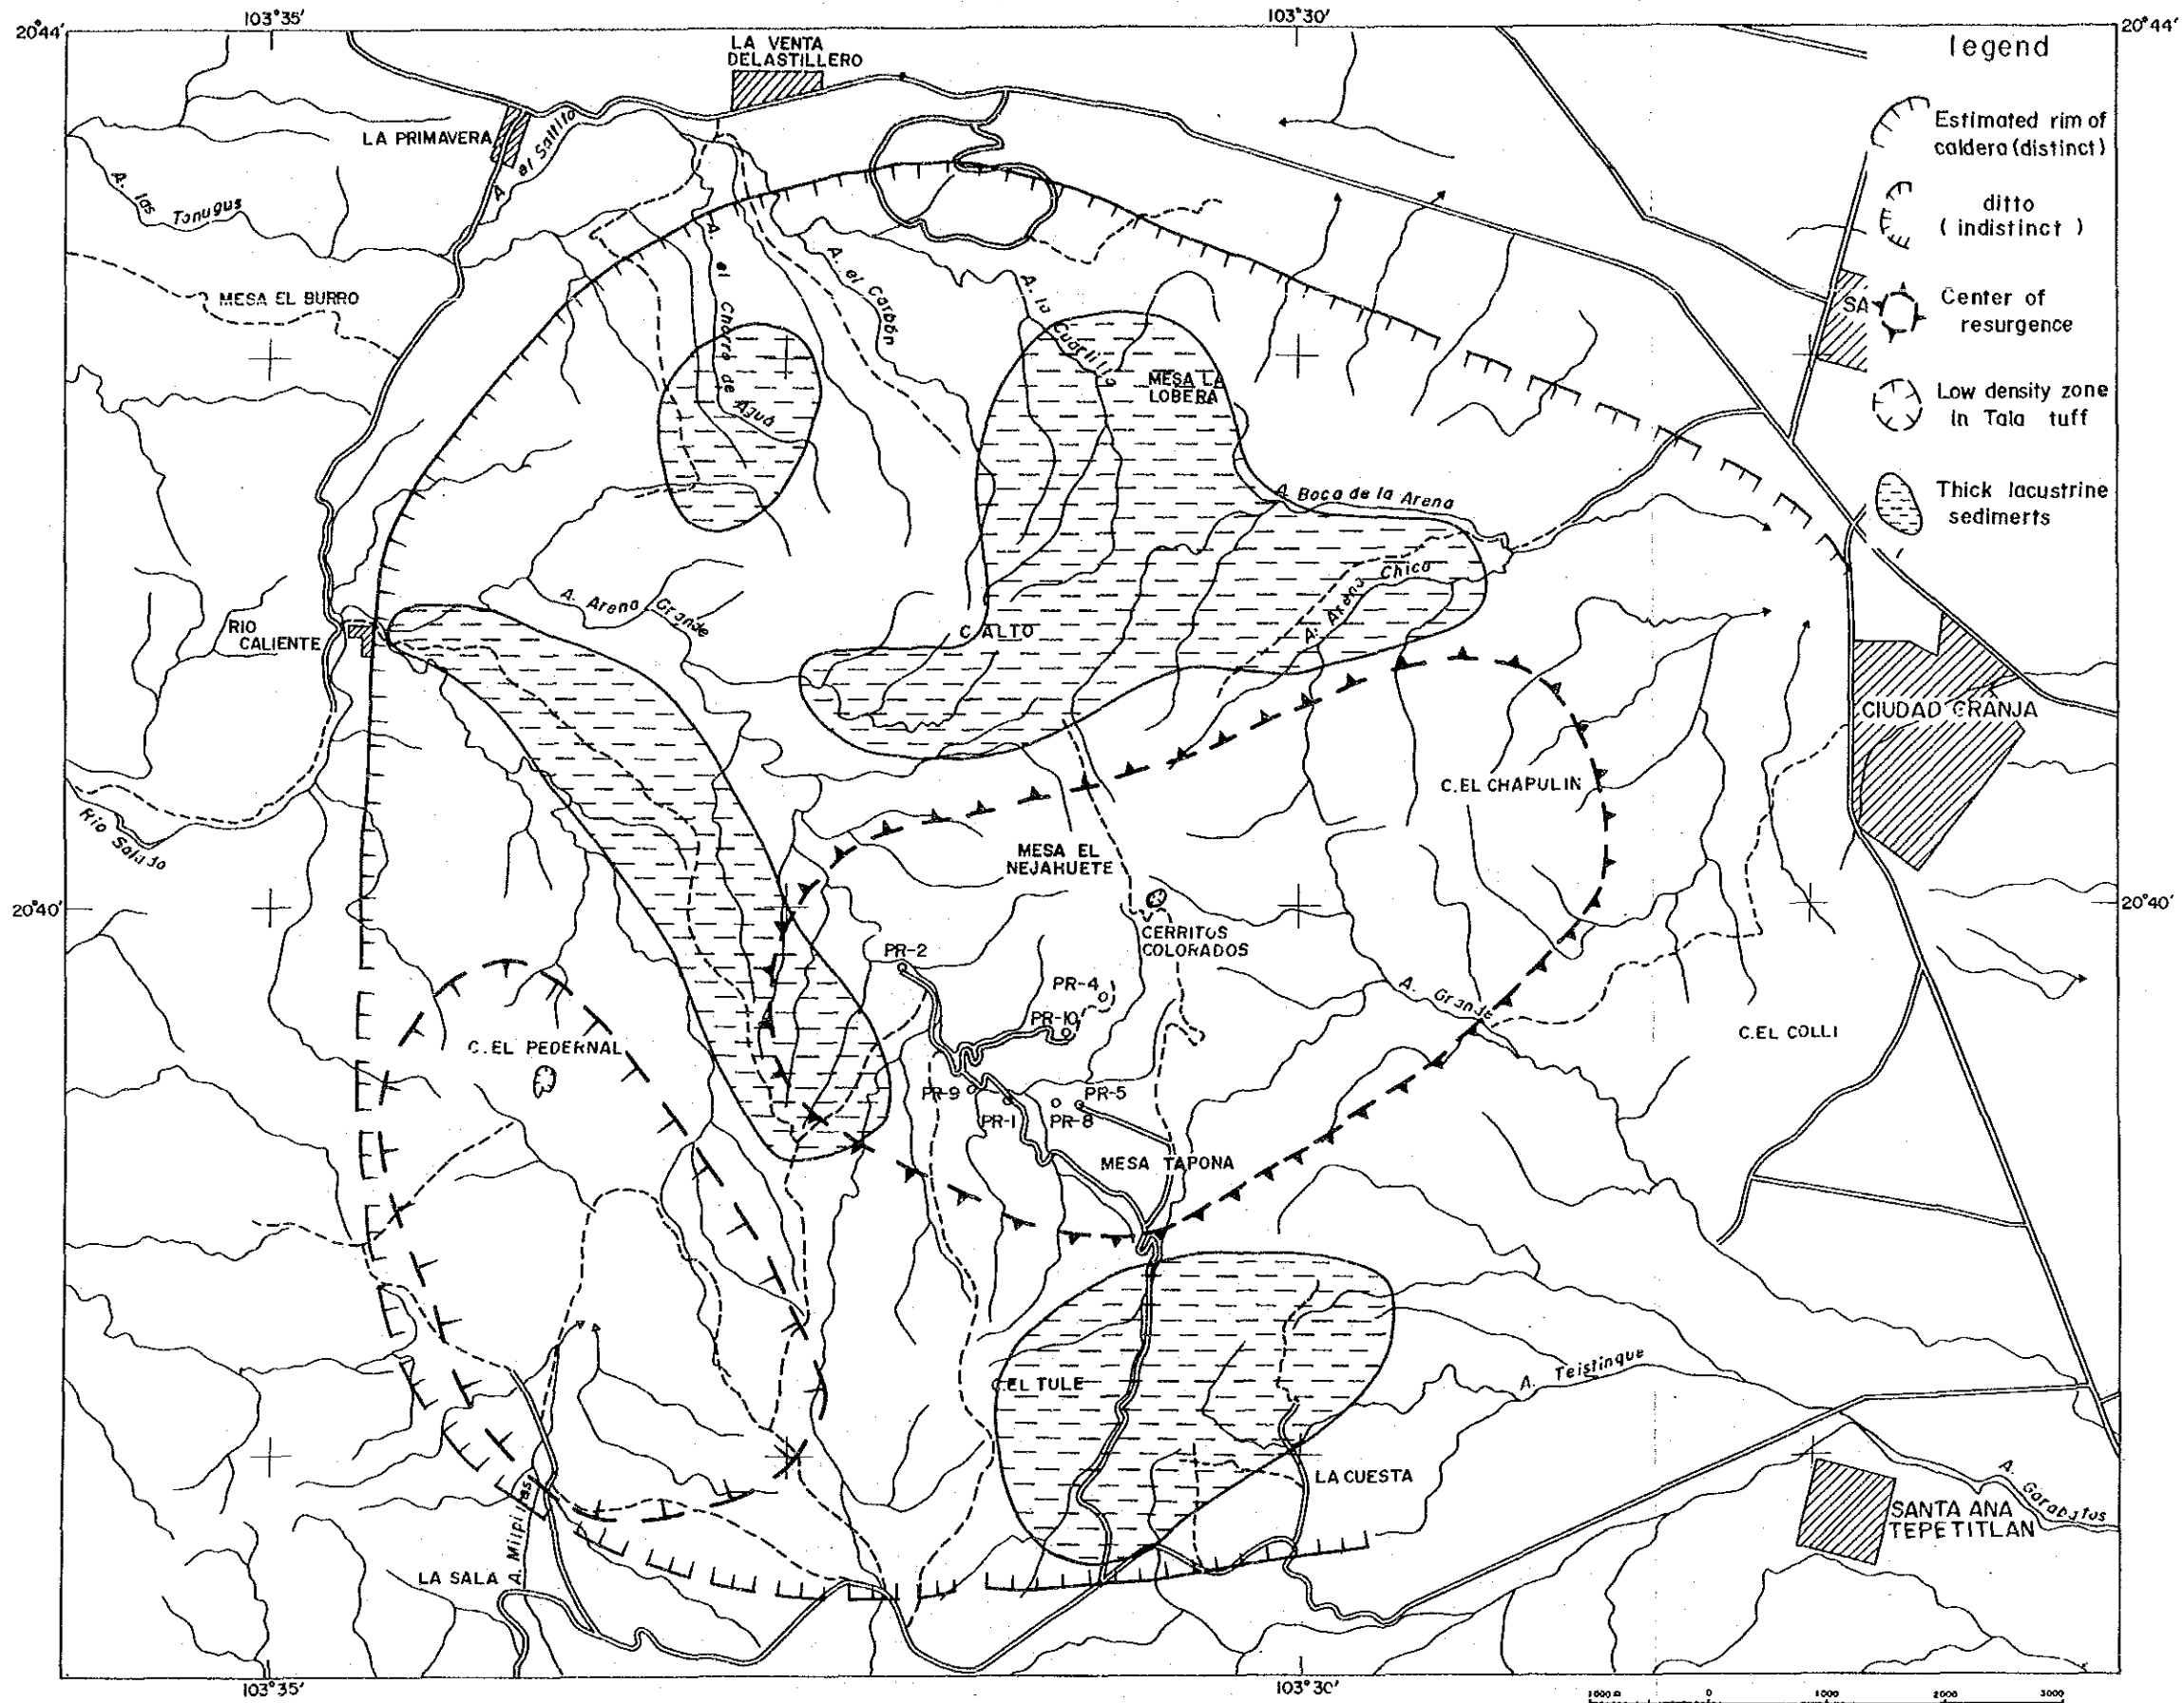 103°35'
103°30'
20°44'
20°44'
LA VENTA
DELASTILLERO
legend
Estimated rim of
caldera (distinct)
ditto
( indistinct )
SA
Center of
resurgence
Low density zone
in Tala tuff
Thick lacustrine
sedimerts
LA PRIMAVERA
A. el Saltito
A. las Tonugus
MESA EL BURRO
A. el Chorro de Agua
A. el Carbón
A. la Cuartilla
MESA LA
LOBERA
A. Boca de la Arena
A. Arena Chica
A. Arena Grande
C. ALTO
RIO
CALIENTE
CIUDAD GRANJA
C. EL CHAPULIN
Rio Salado
MESA EL
NEJAHUETE
20°40'
20°40'
CERRITOS
COLORADOS
PR-2
PR-4
PR-10
A. Grande
C. EL COLLI
C. EL PEDERNAL
PR-9
PR-1
PR-5
PR-8
MESA TAPONA
C. EL TULE
A. Teistinque
LA CUESTA
A. Garabatos
SANTA ANA
TEPETITLAN
A. Milpillas
LA SALA
103°35'
103°30'
1000 m 0 1000 2000 3000